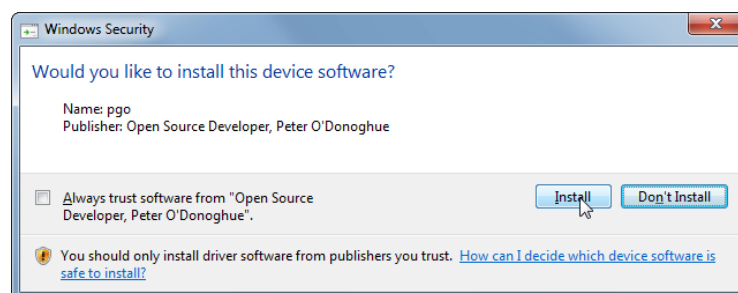 Windows Security
Would you like to install this device software?
Name: pgo
Publisher: Open Source Developer, Peter O'Donoghue
Always trust software from "Open Source
Developer, Peter O'Donoghue".
Install
Don't Install
You should only install driver software from publishers you trust. How can I decide which device software is
safe to install?